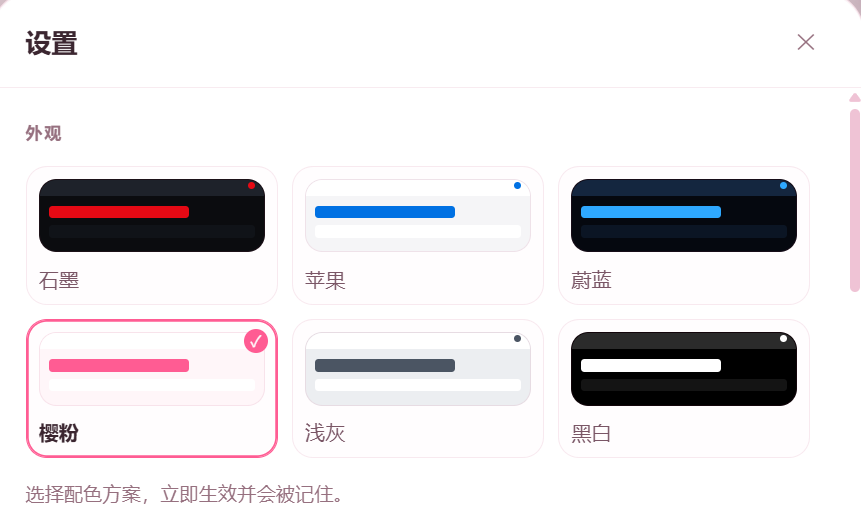 设置
外观
石墨
苹果
蔚蓝
樱粉
浅灰
黑白
选择配色方案，立即生效并会被记住。